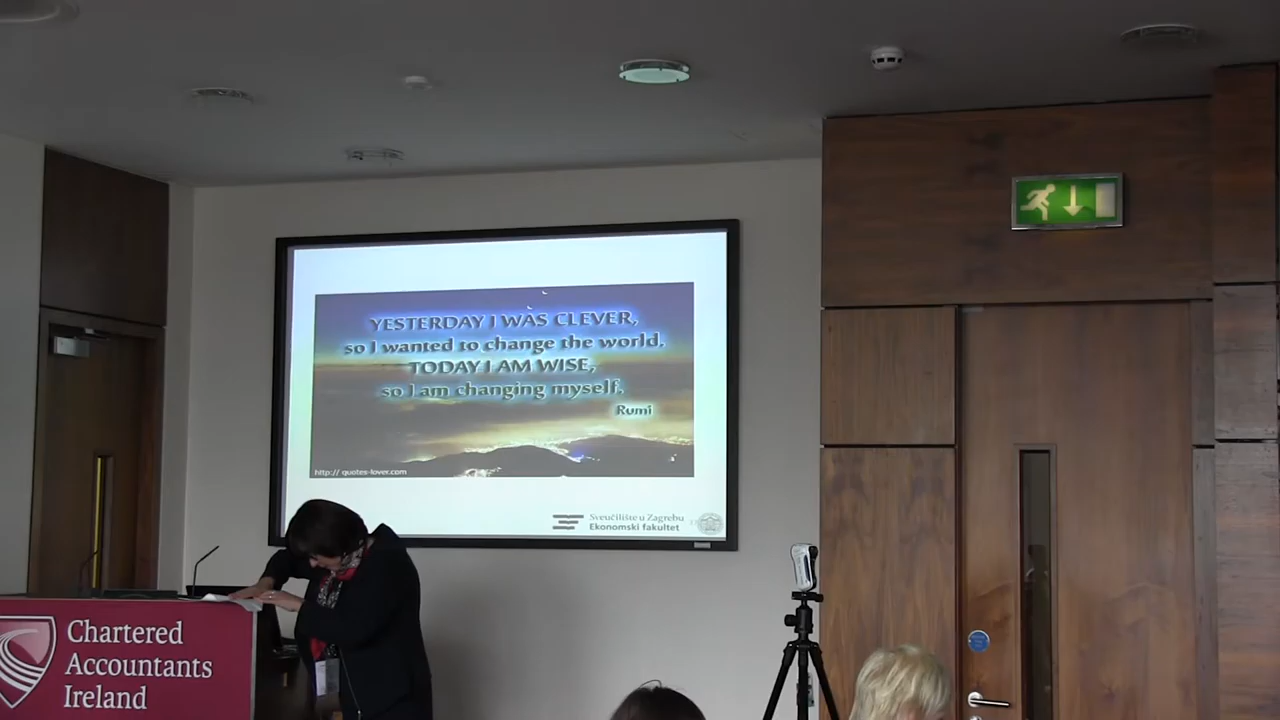 YESTERDAY I WAS CLEVER,
so I wanted to change the world.
TODAY I AM WISE,
so I am changing myself.
Rumi
http:// quotes-lover.com
Sveučilište u Zagrebu
Ekonomski fakultet
Chartered
Accountants
Ireland